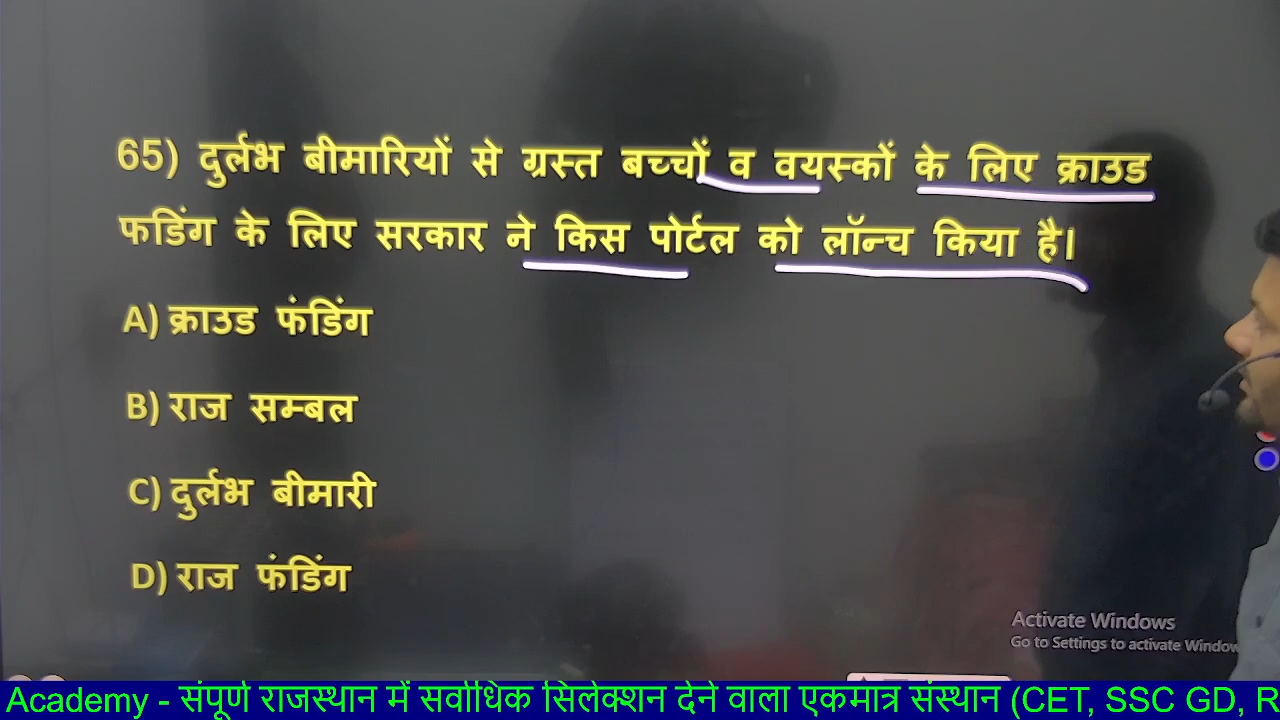 65) दुर्लभ बीमारियों से ग्रस्त बच्चों व वयस्कों के लिए क्राउड
फडिंग के लिए सरकार ने किस पोर्टल को लॉन्च किया है।
A) क्राउड फंडिंग
B) राज सम्बल
C) दुर्लभ बीमारी
D) राज फंडिंग
Activate Windows
Go to Settings to activate Window
Academy - संपूर्ण राजस्थान में सर्वाधिक सिलेक्शन देने वाला एकमात्र संस्थान (CET, SSC GD, R